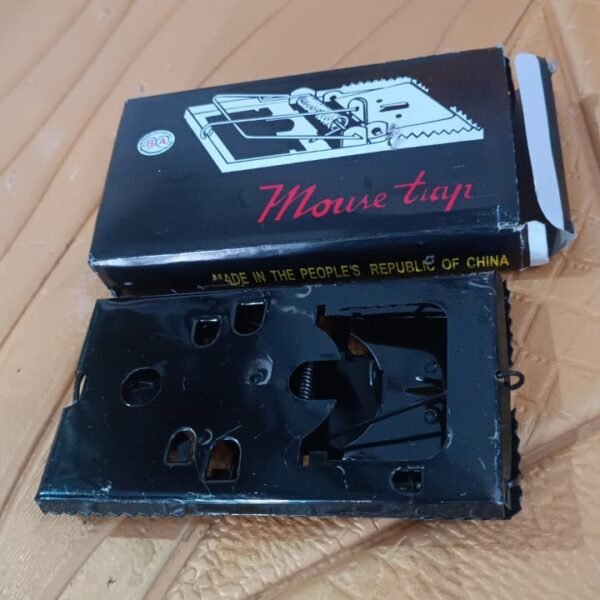 BA
Mouse trap
MADE IN THE PEOPLE'S REPUBLIC OF CHINA